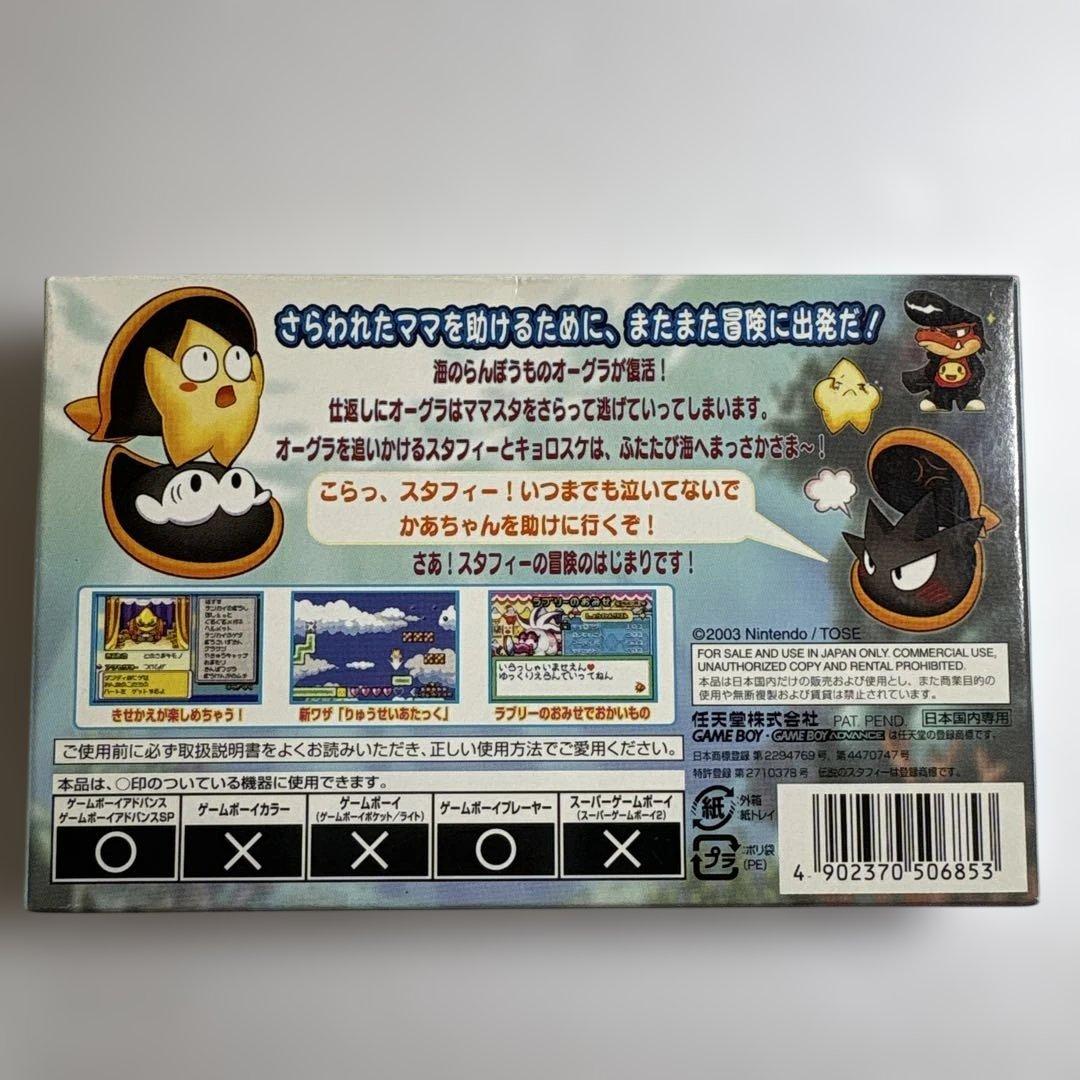 さらわれたママを助けるために、またまた冒険に出発だ！
海のらんぼうものオーグラが復活！
仕返しにオーグラはママスタをさらって逃げていってしまいます。
オーグラを追いかけるスタフィーとキョロスケは、ふたたび海へまっさかさま〜！
こらっ、スタフィー！いつまでも泣いてないで
かあちゃんを助けに行くぞ！
さあ！スタフィーの冒険のはじまりです！
ラブリーのおみせ
いらっしゃいませえん♥
ゆっくりえらんでいってねん
きせかえが楽しめちゃう！
新ワザ「りゅうせいあたっく」
ラブリーのおみせでおかいもの
©2003 Nintendo / TOSE
FOR SALE AND USE IN JAPAN ONLY. COMMERCIAL USE,
UNAUTHORIZED COPY AND RENTAL PROHIBITED.
本品は日本国内だけの販売および使用とし、また商業目的の
使用や無断複製および賃貸は禁止されています。
任天堂株式会社 PAT. PEND. 日本国内専用
GAME BOY・GAME BOY ADVANCE は任天堂の登録商標です。
日本商標登録 第2294769号、第4470747号
特許登録 第2710378号 伝説のスタフィーは登録商標です。
ご使用前に必ず取扱説明書をよくお読みいただき、正しい使用方法でご愛用ください。
本品は、○印のついている機器に使用できます。
ゲームボーイアドバンス
ゲームボーイアドバンスSP
○
ゲームボーイカラー
×
ゲームボーイ
（ゲームボーイポケット/ライト）
×
ゲームボーイプレーヤー
○
スーパーゲームボーイ
（スーパーゲームボーイ2）
×
紙
:外箱
:紙トレイ
プラ
:ポリ袋
(PE)
4 902370 506853